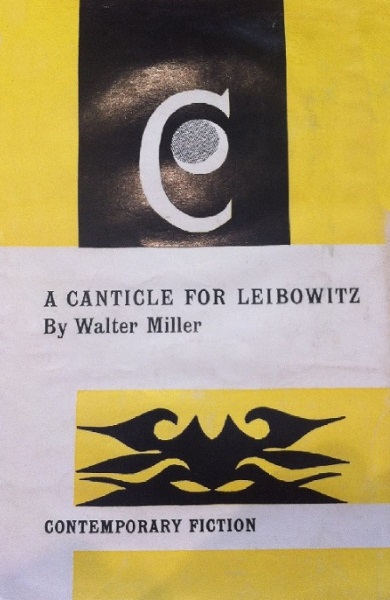 C
A CANTICLE FOR LEIBOWITZ
By Walter Miller
CONTEMPORARY FICTION